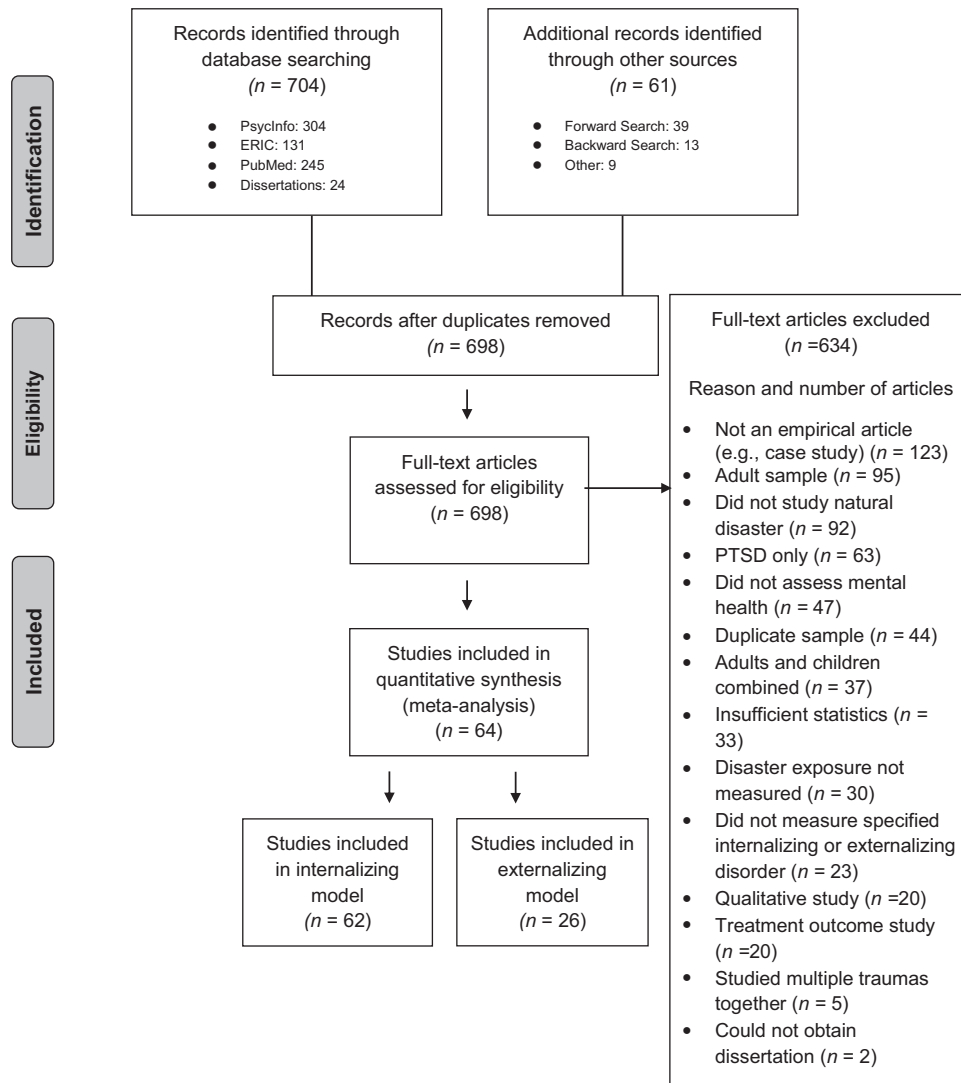 Records identified through
database searching
(n = 704)
● PsycInfo: 304
● ERIC: 131
● PubMed: 245
● Dissertations: 24
Additional records identified
through other sources
(n = 61)
● Forward Search: 39
● Backward Search: 13
● Other: 9
Identification
Records after duplicates removed
(n = 698)
Eligibility
Full-text articles
assessed for eligibility
(n = 698)
Included
Studies included in
quantitative synthesis
(meta-analysis)
(n = 64)
Studies included
in internalizing
model
(n = 62)
Studies included in
externalizing
model
(n = 26)
Full-text articles excluded
(n =634)
Reason and number of articles
• Not an empirical article
(e.g., case study) (n = 123)
• Adult sample (n = 95)
• Did not study natural
disaster (n = 92)
• PTSD only (n = 63)
• Did not assess mental
health (n = 47)
• Duplicate sample (n = 44)
• Adults and children
combined (n = 37)
• Insufficient statistics (n =
33)
• Disaster exposure not
measured (n = 30)
• Did not measure specified
internalizing or externalizing
disorder (n = 23)
• Qualitative study (n =20)
• Treatment outcome study
(n =20)
• Studied multiple traumas
together (n = 5)
• Could not obtain
dissertation (n = 2)